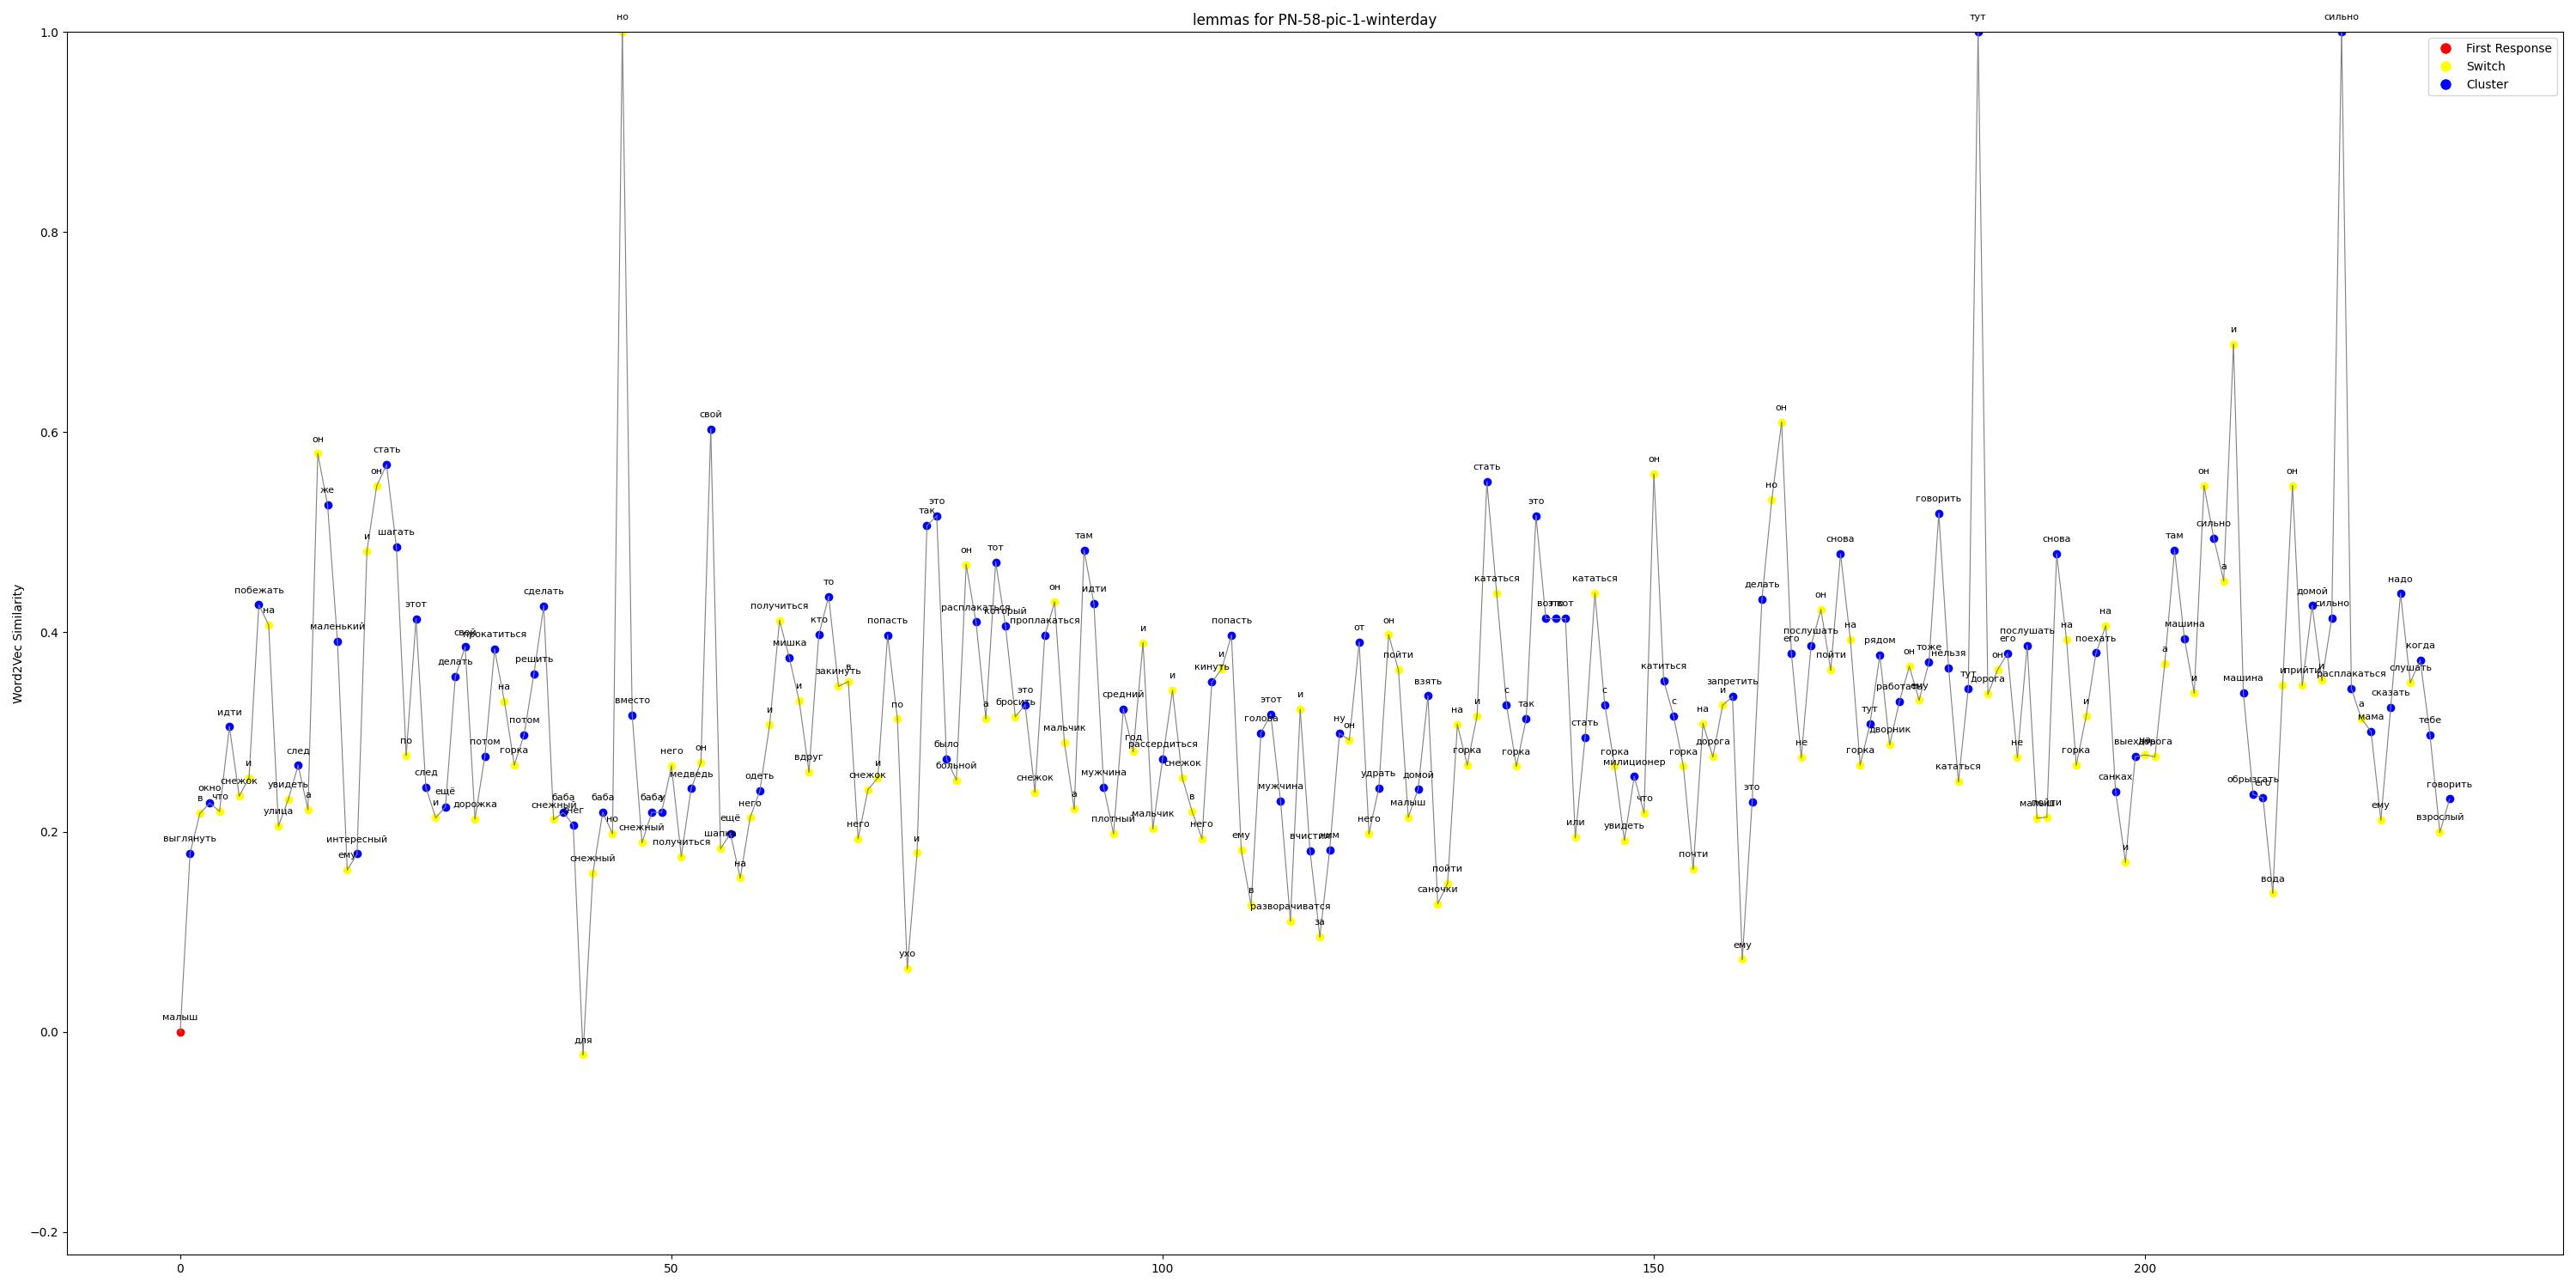 lemmas for PN-58-pic-1-winterday
First Response
Switch
Cluster
Word2Vec Similarity
1.0
0.8
0.6
0.4
0.2
0.0
−0.2
0
50
100
150
200
малыш
выглянуть
в
окно
что
идти
снежок
и
побежать
на
улица
увидеть
след
а
он
же
маленький
ему
интересный
и
он
стать
шагать
по
этот
след
и
ещё
делать
свой
дорожка
потом
прокатиться
на
горка
потом
решить
сделать
снежный
баба
снег
для
снежный
баба
но
но
вместо
снежный
баба
у
него
получиться
медведь
он
свой
шапка
ещё
на
него
одеть
и
получиться
мишка
и
вдруг
кто
то
закинуть
в
него
снежок
и
попасть
по
ухо
и
так
это
было
больной
он
расплакаться
а
тот
который
бросить
это
снежок
проплакаться
он
мальчик
а
там
идти
мужчина
плотный
средний
год
и
мальчик
рассердиться
и
снежок
в
него
кинуть
и
попасть
ему
в
голова
этот
мужчина
разворачиватся
и
за
ним
ну
он
от
него
удрать
он
пойти
малыш
домой
взять
саночки
пойти
на
горка
и
стать
кататься
с
горка
так
это
вот
или
стать
кататься
с
горка
увидеть
милиционер
что
он
катиться
с
горка
почти
на
дорога
и
запретить
ему
это
делать
но
он
его
не
послушать
он
пойти
снова
на
горка
тут
рядом
дворник
работать
он
ему
тоже
говорить
нельзя
кататься
тут
тут
дорога
он
его
не
послушать
малыш
пойти
снова
на
горка
и
поехать
на
санках
и
выехать
на
дорога
а
там
машина
и
он
сильно
а
и
машина
обрызгать
его
вода
и
он
прийти
домой
и
сильно
сильно
расплакаться
а
мама
ему
сказать
надо
слушать
когда
тебе
взрослый
говорить